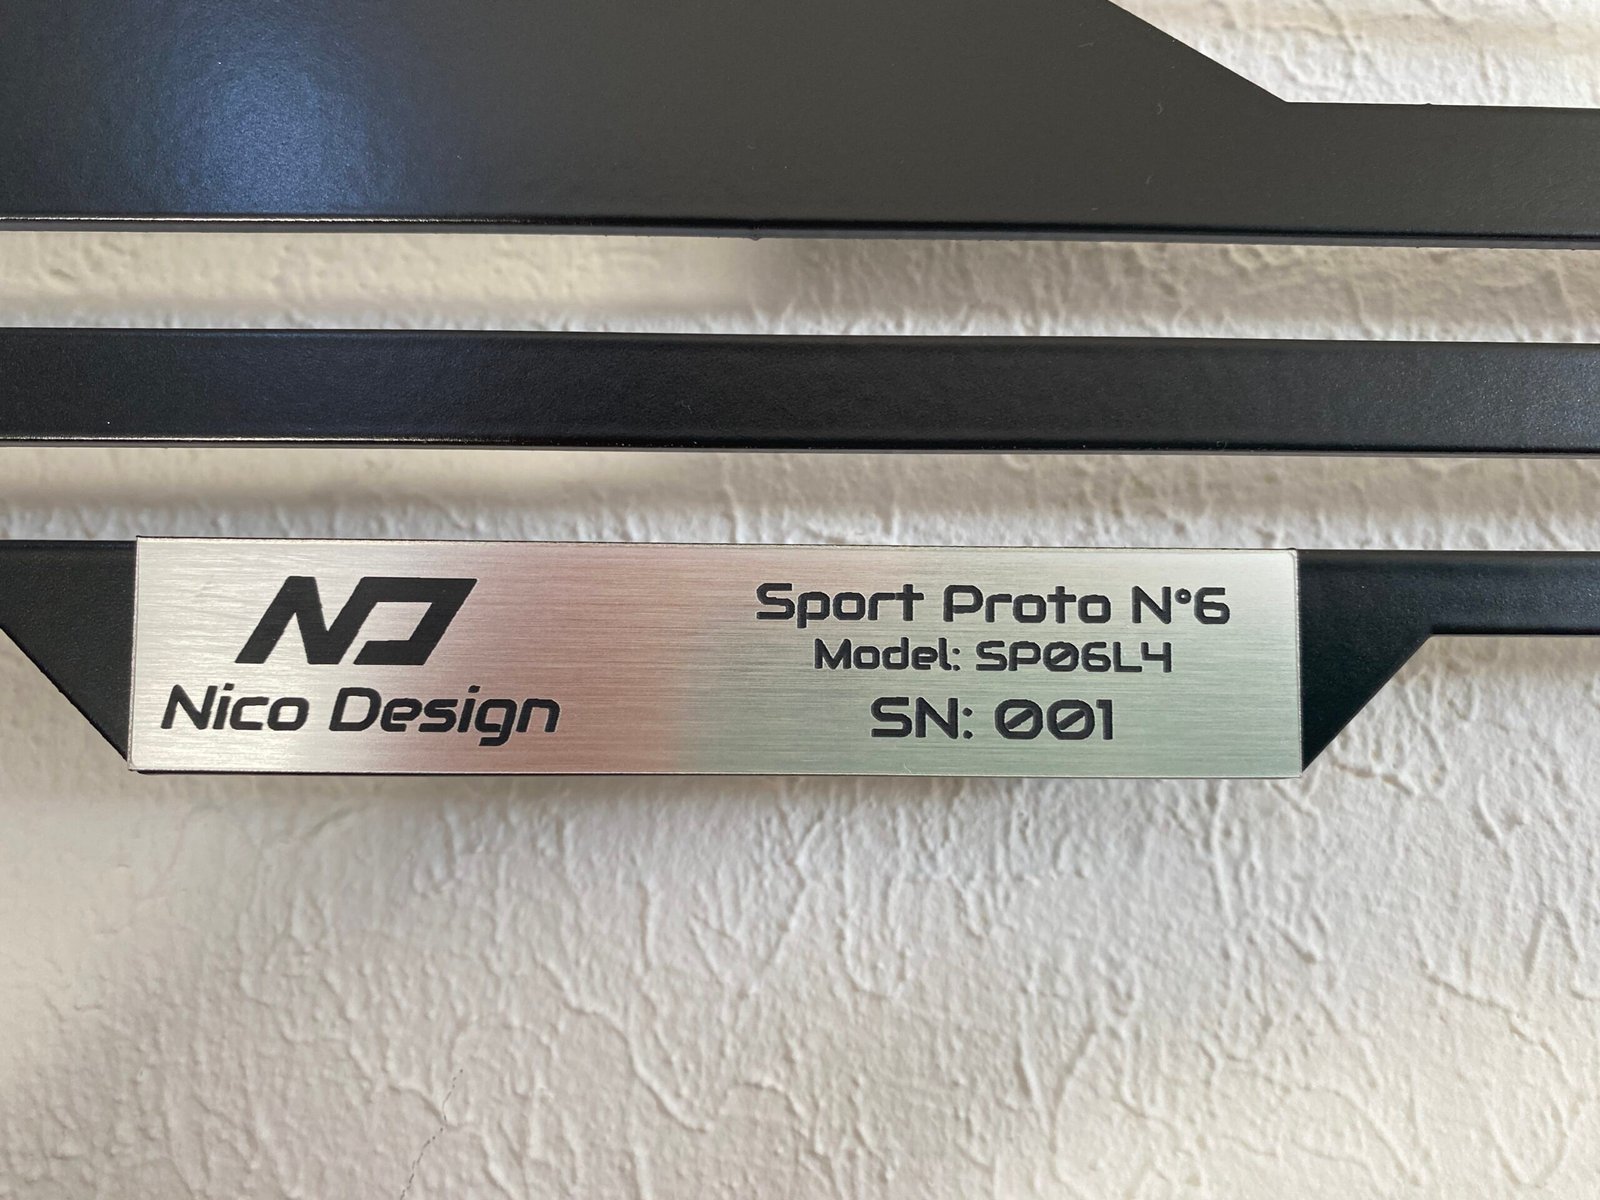 ND
Nico Design
Sport Proto N°6
Model: SP06L4
SN: 001